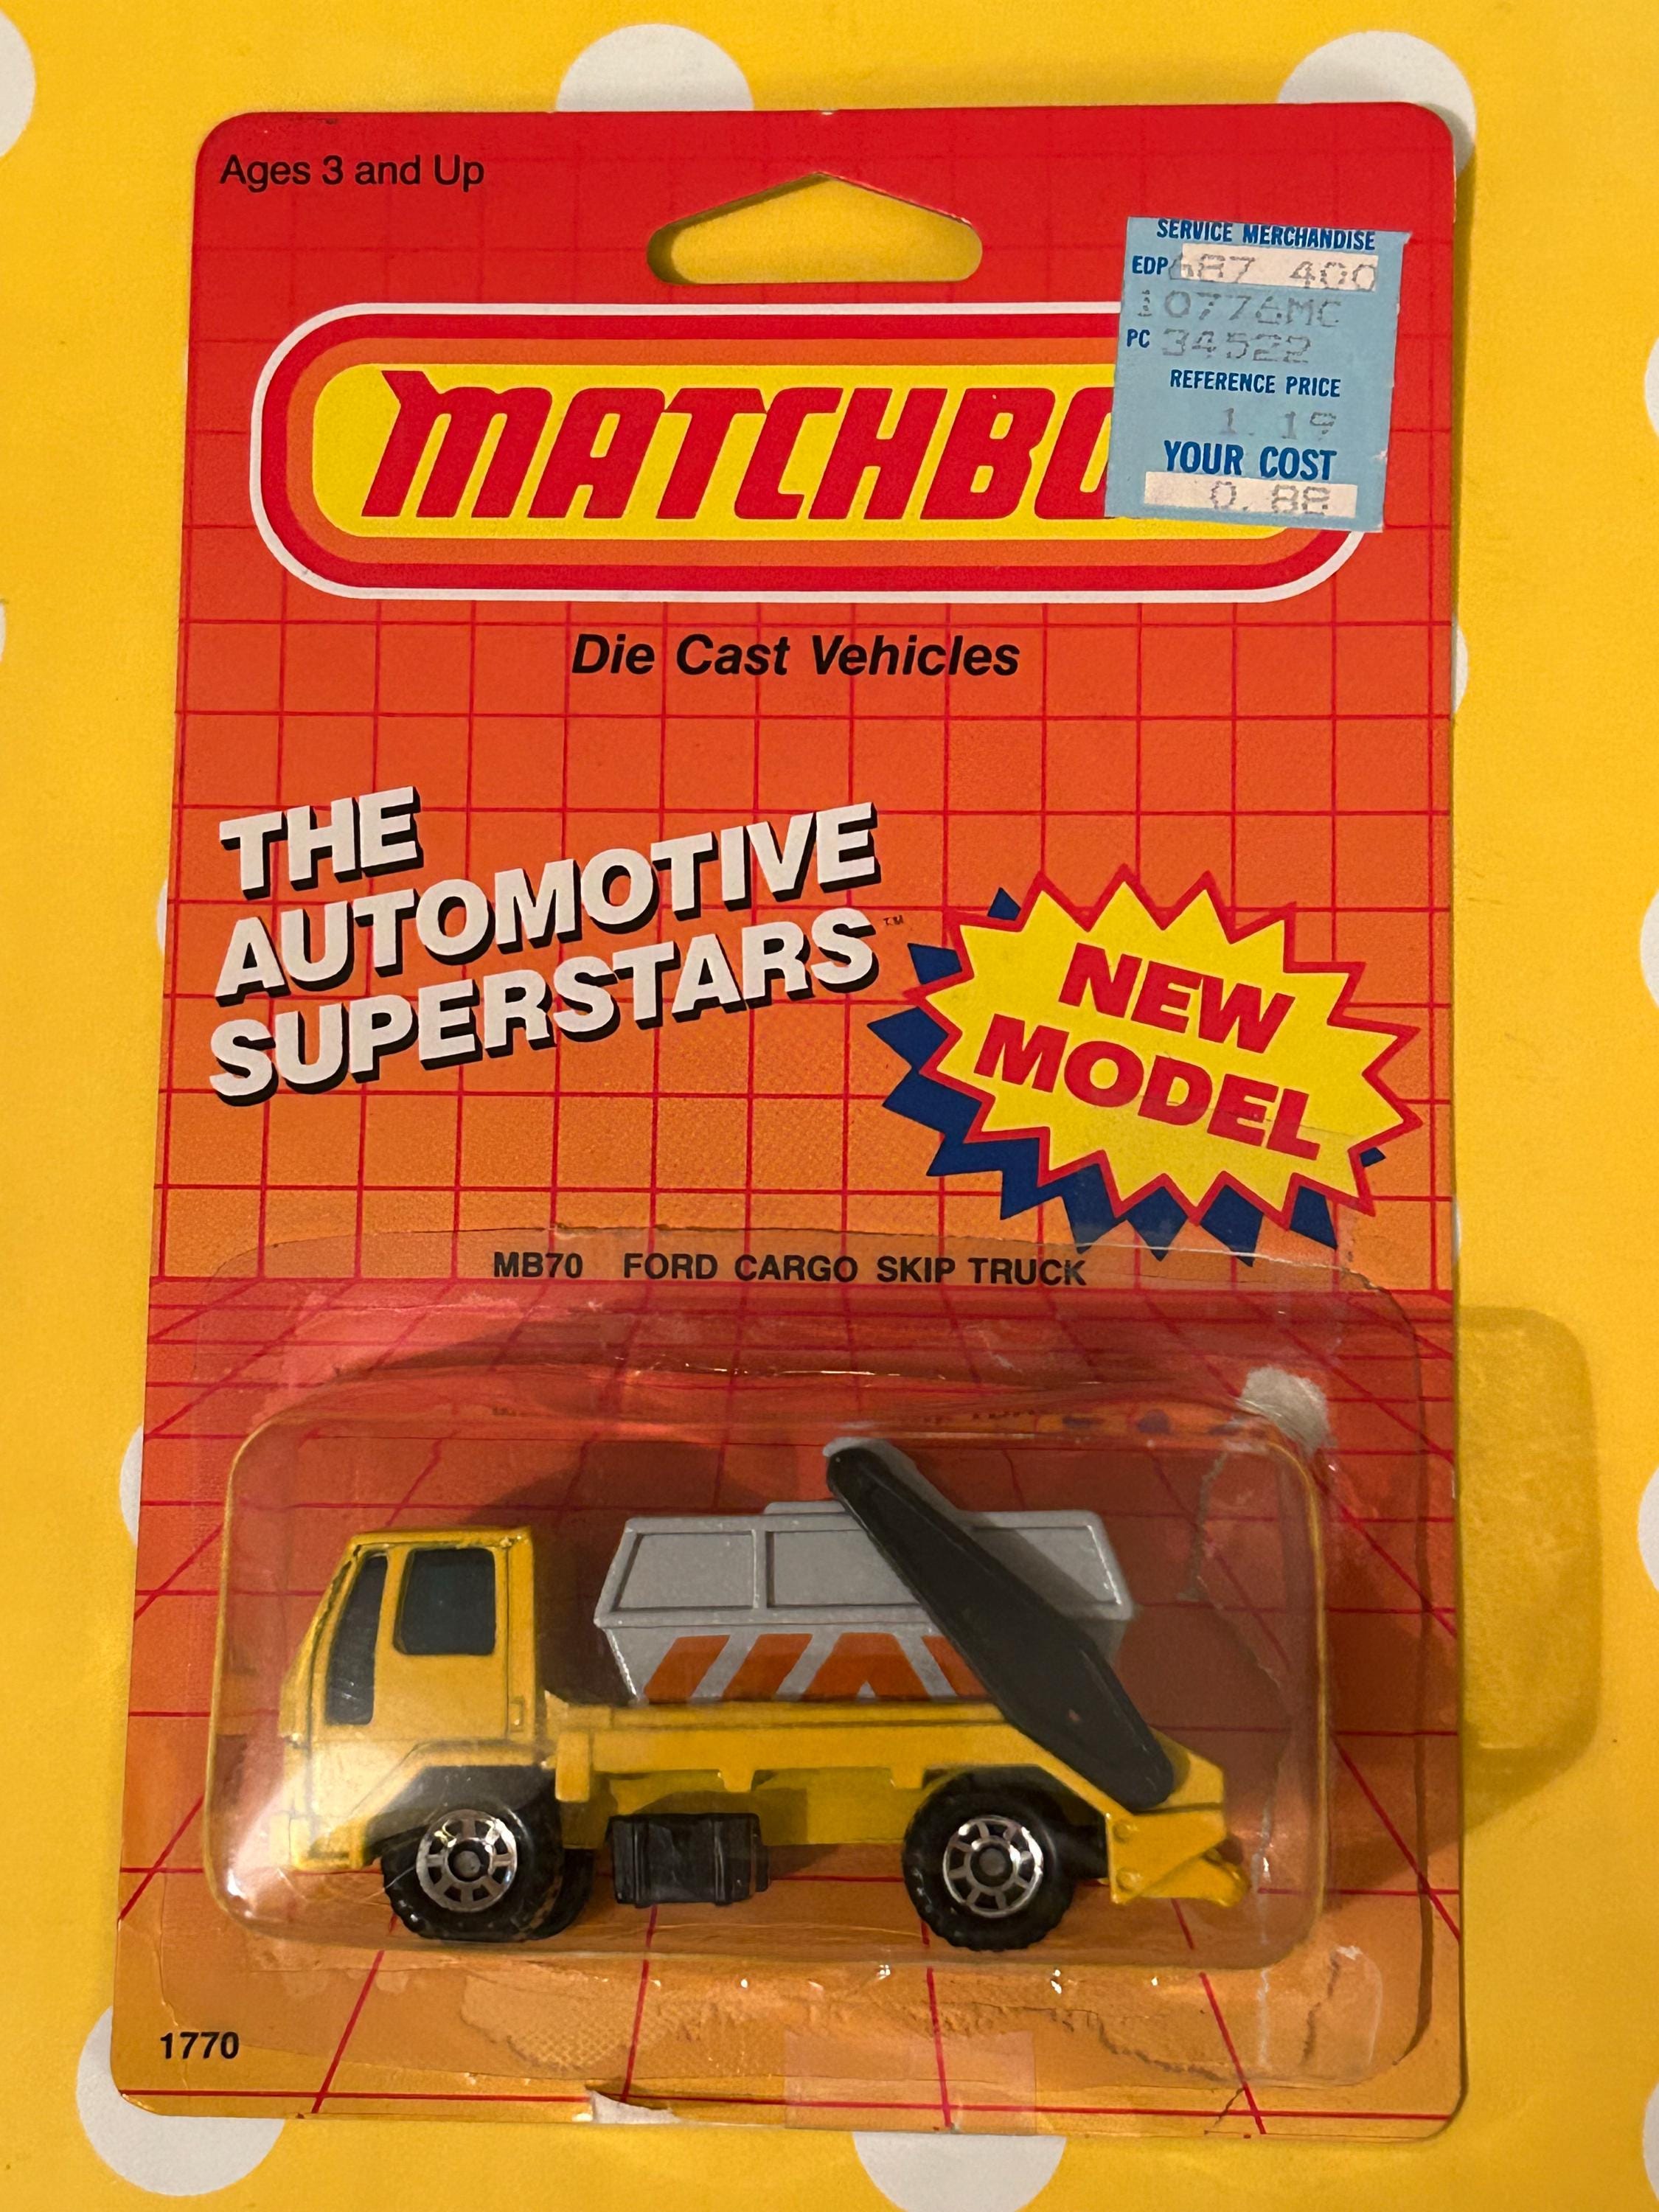 Ages 3 and Up
SERVICE MERCHANDISE
EDP 687 400
10776MC
PC 34522
REFERENCE PRICE
1.19
YOUR COST
0.88
MATCHBO
Die Cast Vehicles
THE
AUTOMOTIVE
SUPERSTARS™
NEW
MODEL
MB70 FORD CARGO SKIP TRUCK
1770